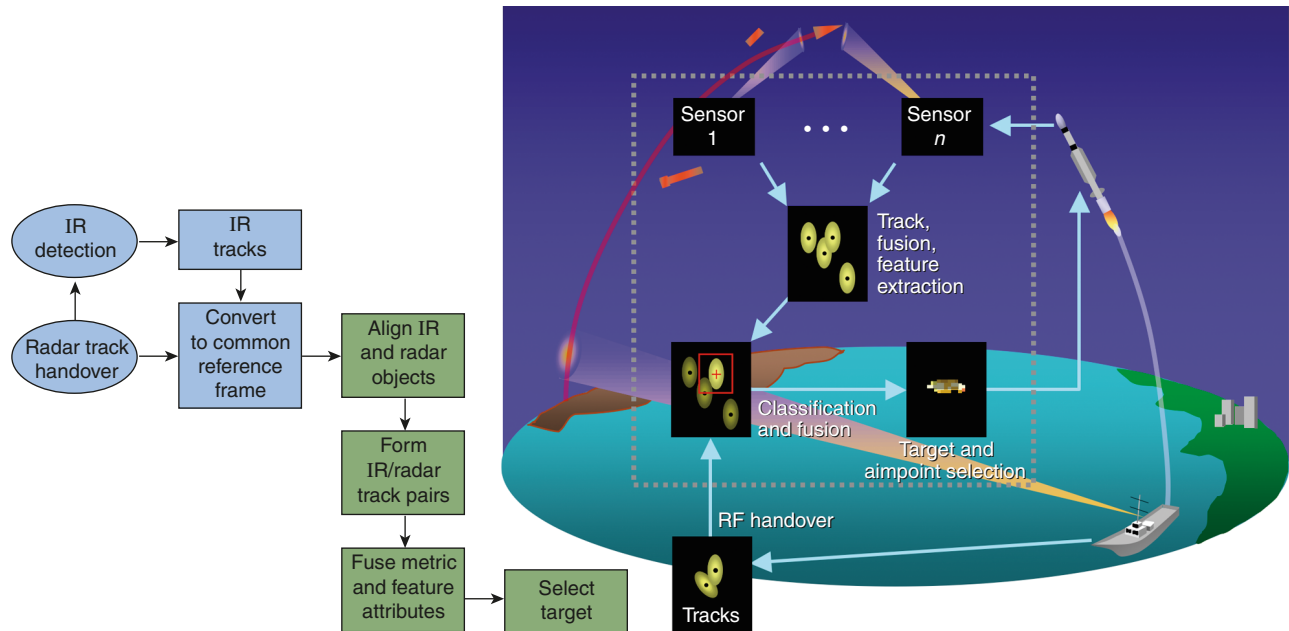 IR
detection
IR
tracks
Radar track
handover
Convert
to common
reference
frame
Align IR
and radar
objects
Form
IR/radar
track pairs
Fuse metric
and feature
attributes
Select
target
Sensor
1
• • •
Sensor
n
Track,
fusion,
feature
extraction
Classification
and fusion
Target and
aimpoint selection
RF handover
Tracks